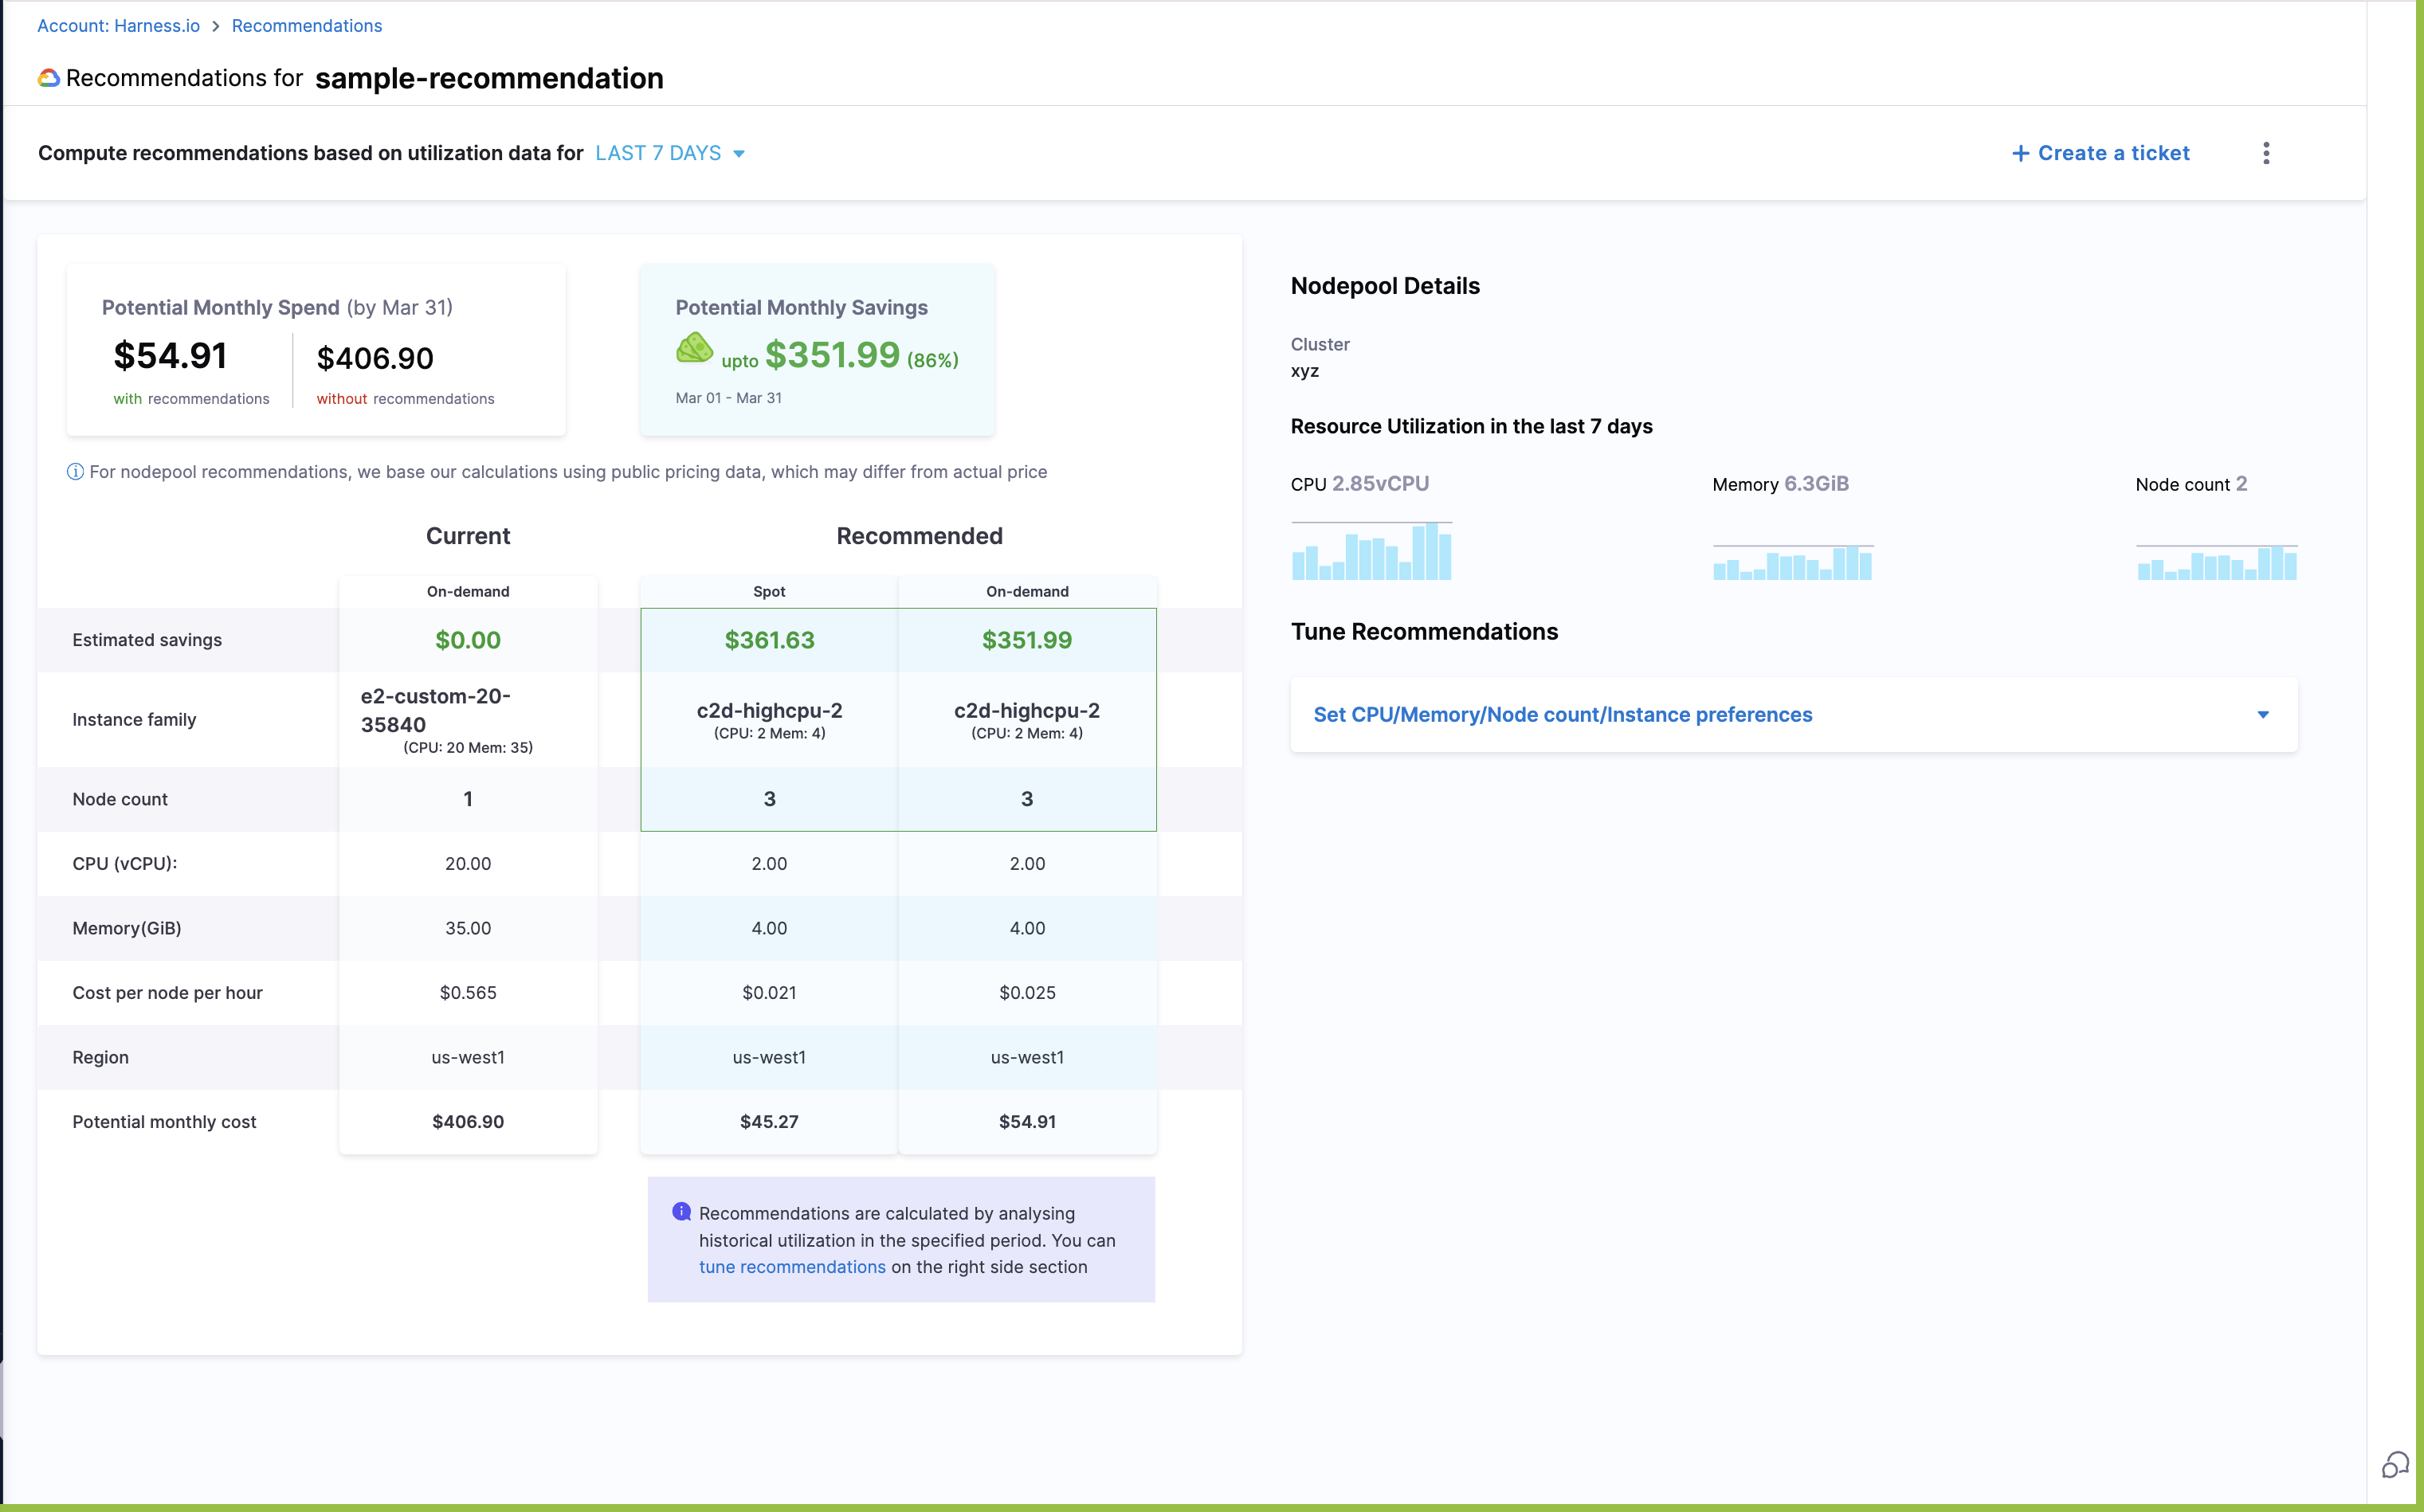 Account: Harness.io > Recommendations
Recommendations for sample-recommendation
Compute recommendations based on utilization data for LAST 7 DAYS
+ Create a ticket
Potential Monthly Spend (by Mar 31)
$54.91
with recommendations
$406.90
without recommendations
Potential Monthly Savings
upto $351.99 (86%)
Mar 01 - Mar 31
For nodepool recommendations, we base our calculations using public pricing data, which may differ from actual price
Current Recommended
On-demand Spot On-demand
Estimated savings $0.00 $361.63 $351.99
Instance family
e2-custom-20-
35840
(CPU: 20 Mem: 35)
c2d-highcpu-2
(CPU: 2 Mem: 4)
c2d-highcpu-2
(CPU: 2 Mem: 4)
Node count 1 3 3
CPU (vCPU): 20.00 2.00 2.00
Memory(GiB) 35.00 4.00 4.00
Cost per node per hour $0.565 $0.021 $0.025
Region us-west1 us-west1 us-west1
Potential monthly cost $406.90 $45.27 $54.91
Recommendations are calculated by analysing
historical utilization in the specified period. You can
tune recommendations on the right side section
Nodepool Details
Cluster
xyz
Resource Utilization in the last 7 days
CPU 2.85vCPU
Memory 6.3GiB
Node count 2
Tune Recommendations
Set CPU/Memory/Node count/Instance preferences